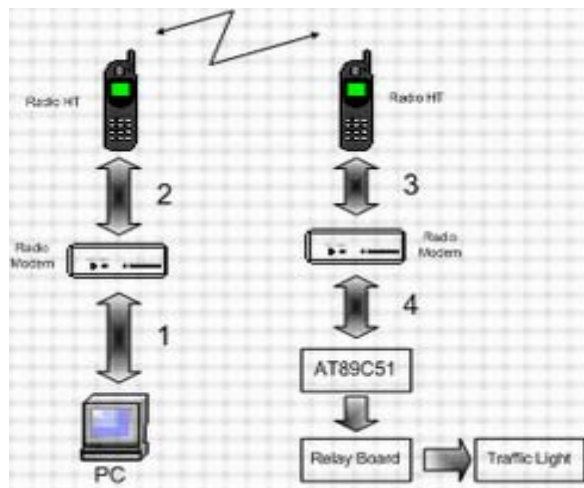 Radio HT
Radio HT
2
3
Radio
Modem
Radio
Modem
1
4
AT89C51
PC
Relay Board
Traffic Light